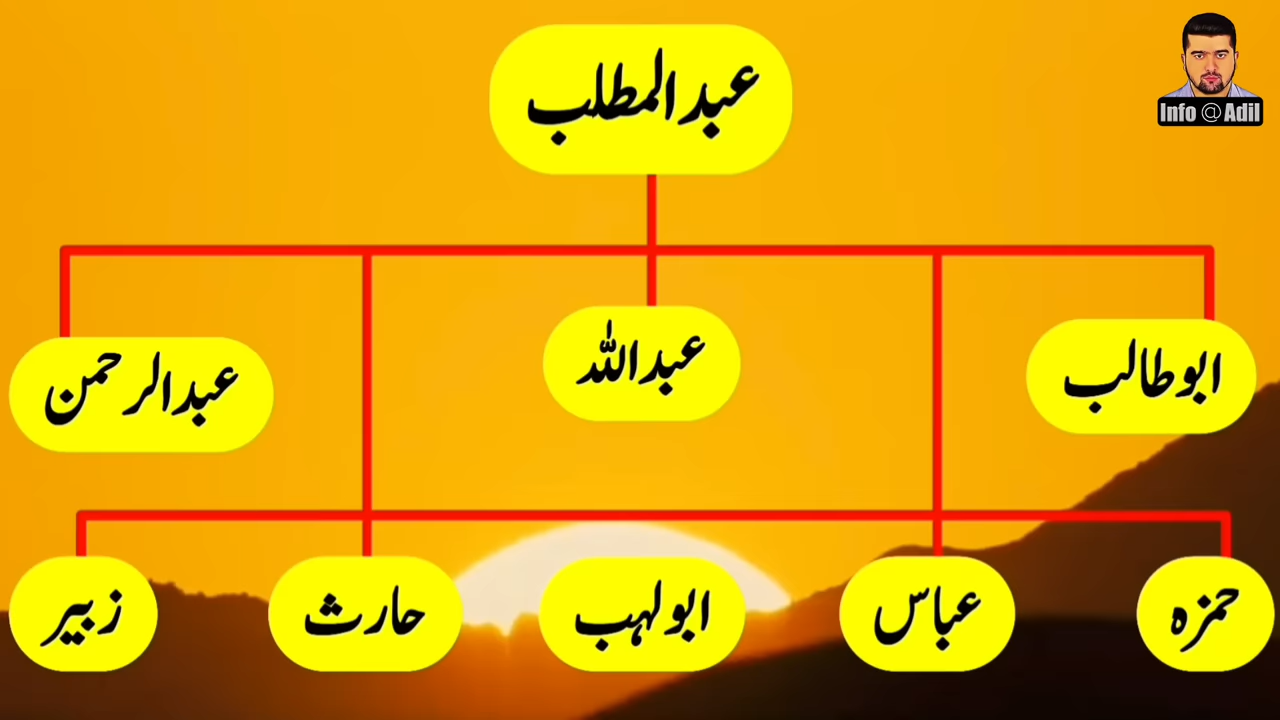 عبدالمطلب
Info @ Adil
ابوطالب
عبداللہ
عبدالرحمن
حمزہ
عباس
ابولہب
حارث
زبیر